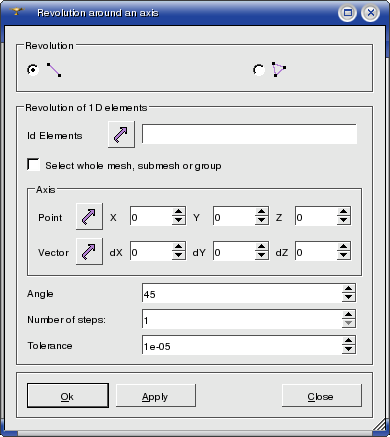 Revolution around an axis
Revolution
Revolution of 1D elements
Id Elements
Select whole mesh, submesh or group
Axis
Point X 0 Y 0 Z 0
Vector dX 0 dY 0 dZ 0
Angle 45
Number of steps: 1
Tolerance 1e-05
Ok Apply Close